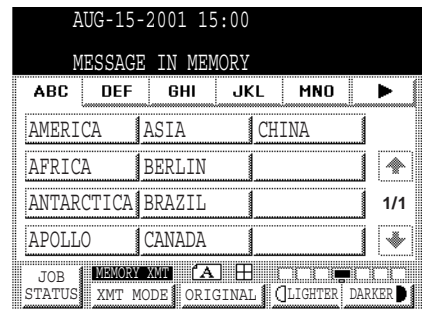 AUG-15-2001 15:00
MESSAGE IN MEMORY
ABC DEF GHI JKL MNO
AMERICA ASIA CHINA
AFRICA BERLIN
ANTARCTICA BRAZIL 1/1
APOLLO CANADA
JOB STATUS MEMORY XMT A
XMT MODE ORIGINAL LIGHTER DARKER